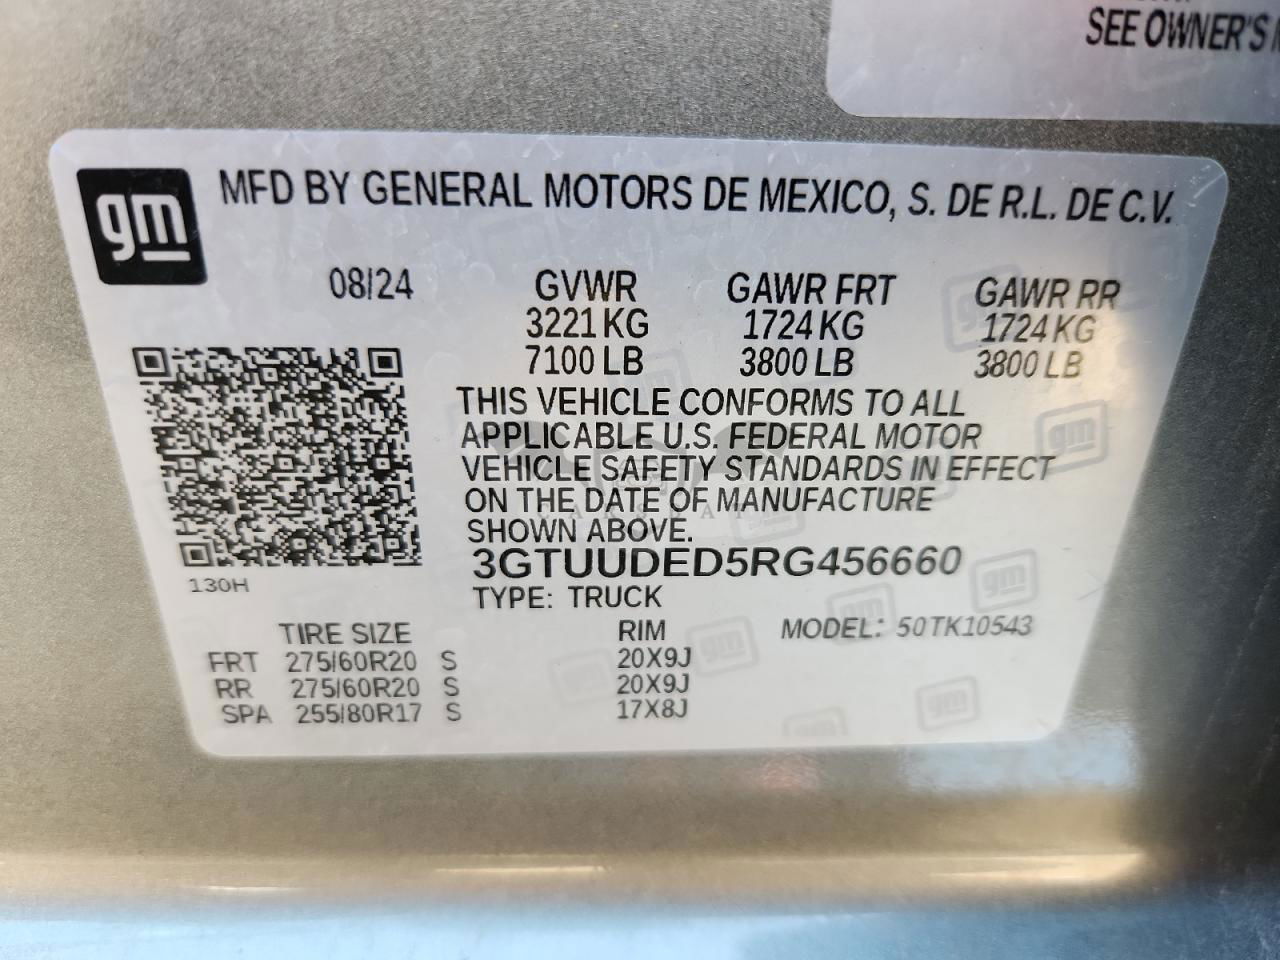 SEE OWNER'S
gm
MFD BY GENERAL MOTORS DE MEXICO, S. DE R.L. DE C.V.
08/24 GVWR GAWR FRT GAWR RR
3221 KG 1724 KG 1724 KG
7100 LB 3800 LB 3800 LB
THIS VEHICLE CONFORMS TO ALL
APPLICABLE U.S. FEDERAL MOTOR
VEHICLE SAFETY STANDARDS IN EFFECT
ON THE DATE OF MANUFACTURE
SHOWN ABOVE.
3GTUUDED5RG456660
130H
TYPE: TRUCK
TIRE SIZE RIM MODEL: 50TK10543
FRT 275/60R20 S 20X9J
RR 275/60R20 S 20X9J
SPA 255/80R17 S 17X8J